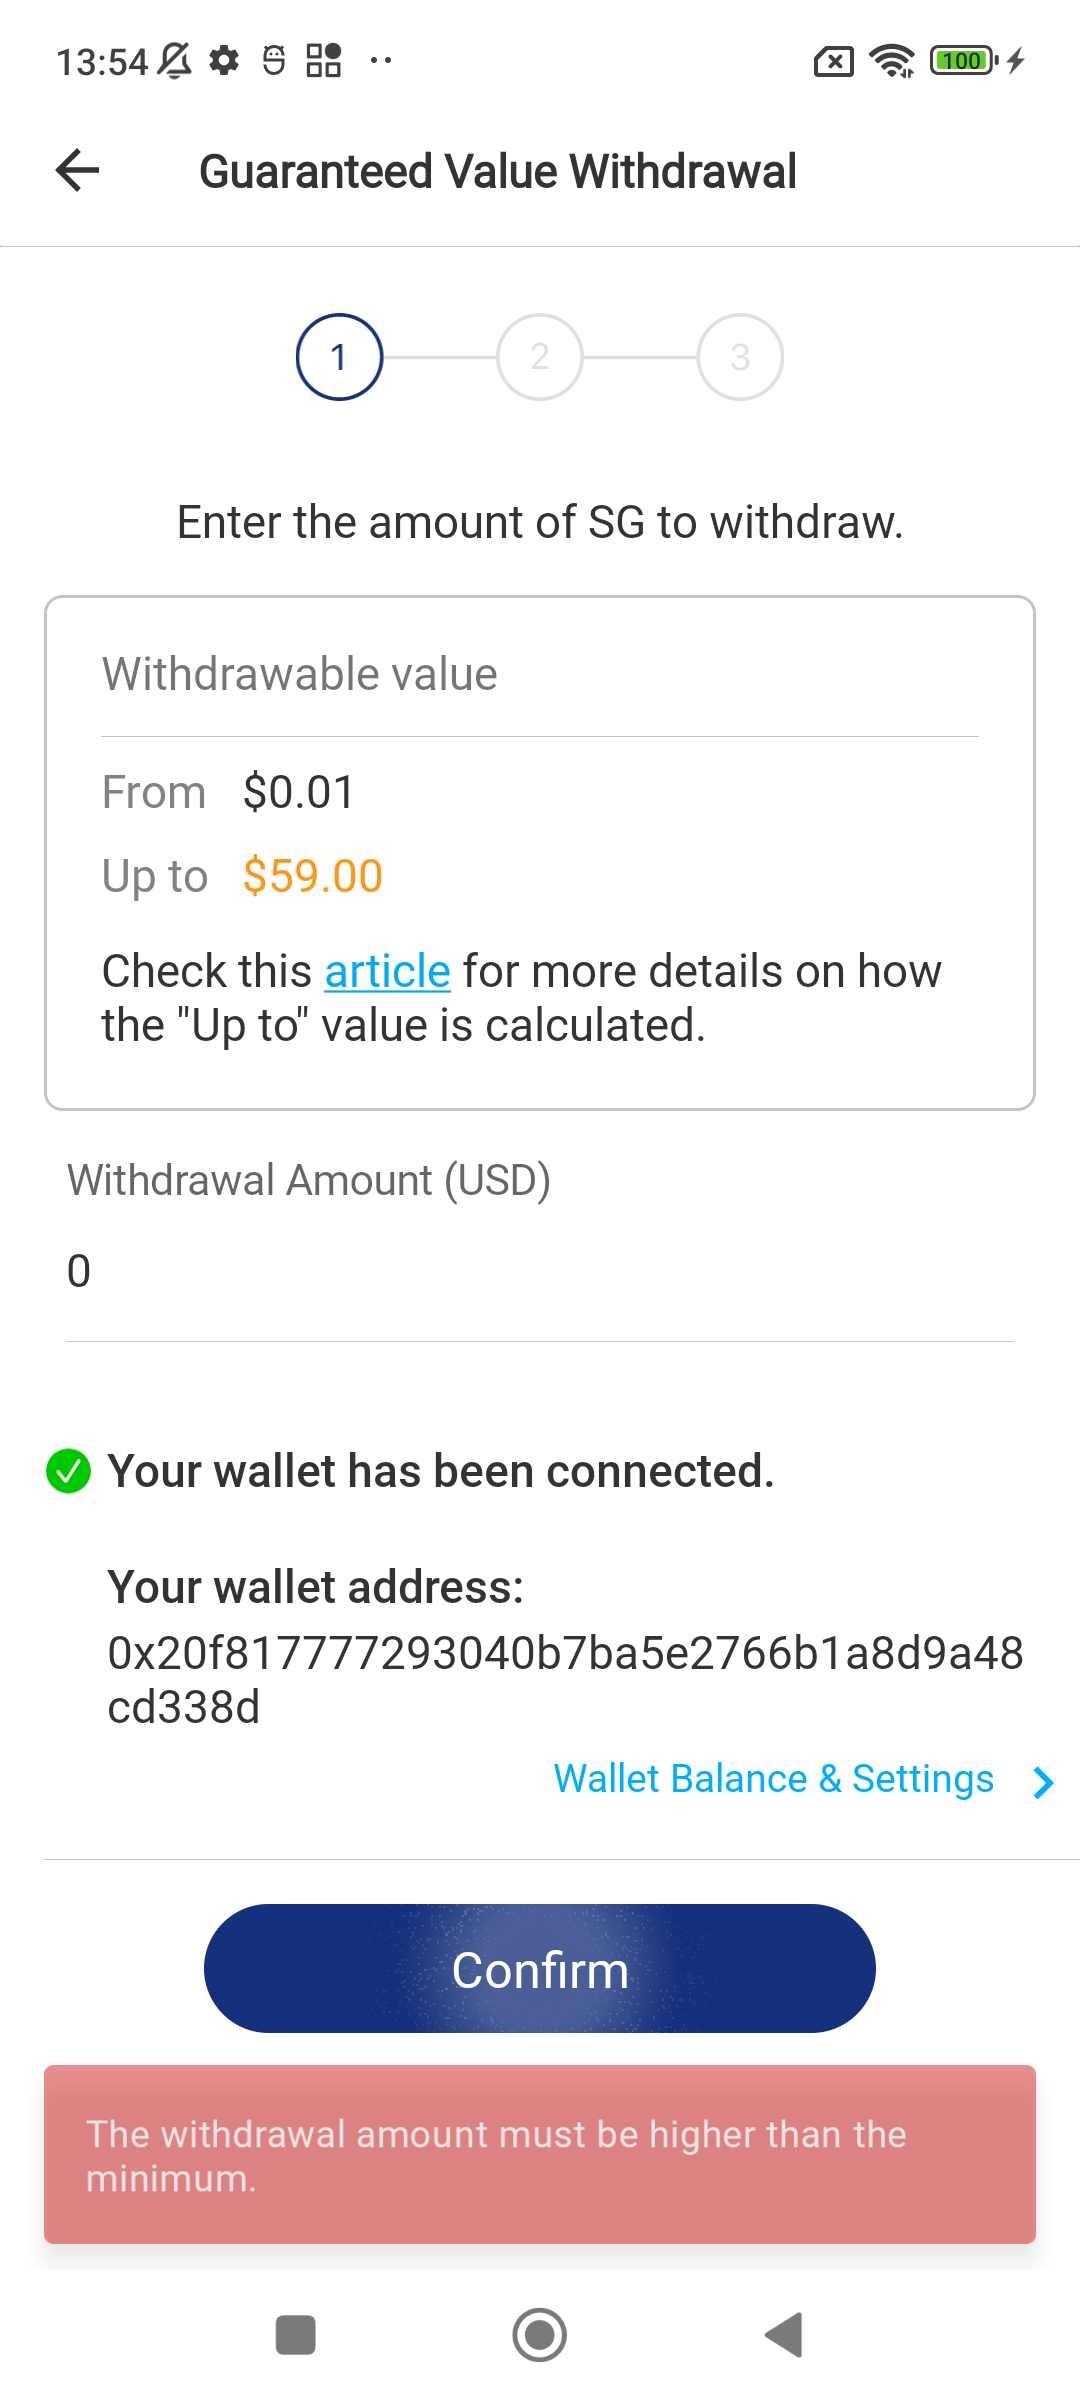 13:54
100
Guaranteed Value Withdrawal
1 2 3
Enter the amount of SG to withdraw.
Withdrawable value
From $0.01
Up to $59.00
Check this article for more details on how
the "Up to" value is calculated.
Withdrawal Amount (USD)
0
Your wallet has been connected.
Your wallet address:
0x20f817777293040b7ba5e2766b1a8d9a48
cd338d
Wallet Balance & Settings
Confirm
The withdrawal amount must be higher than the
minimum.